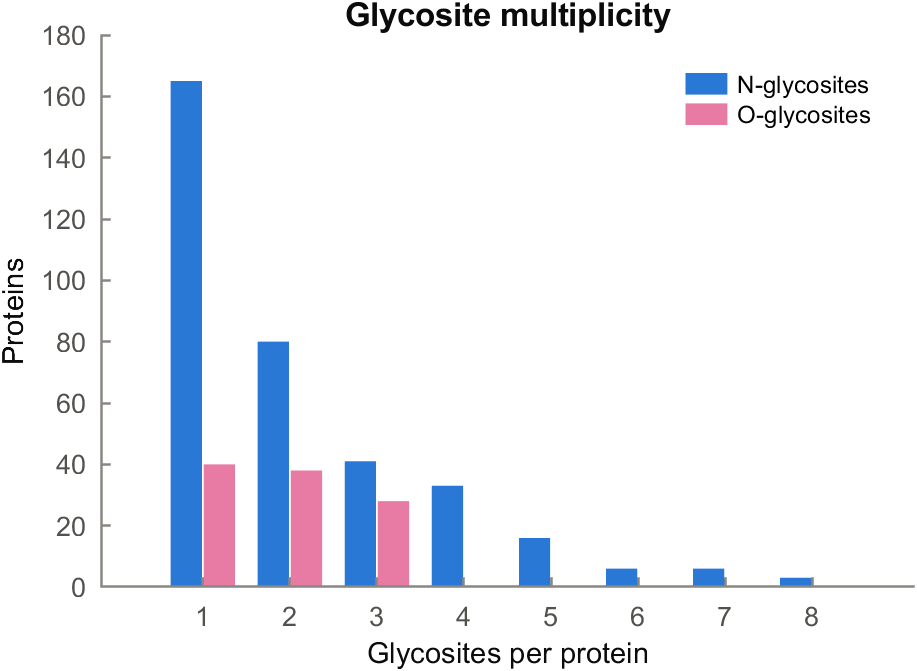 Glycosite multiplicity
180
160
140
120
100
80
60
40
20
0
Proteins
N-glycosites
O-glycosites
1 2 3 4 5 6 7 8
Glycosites per protein